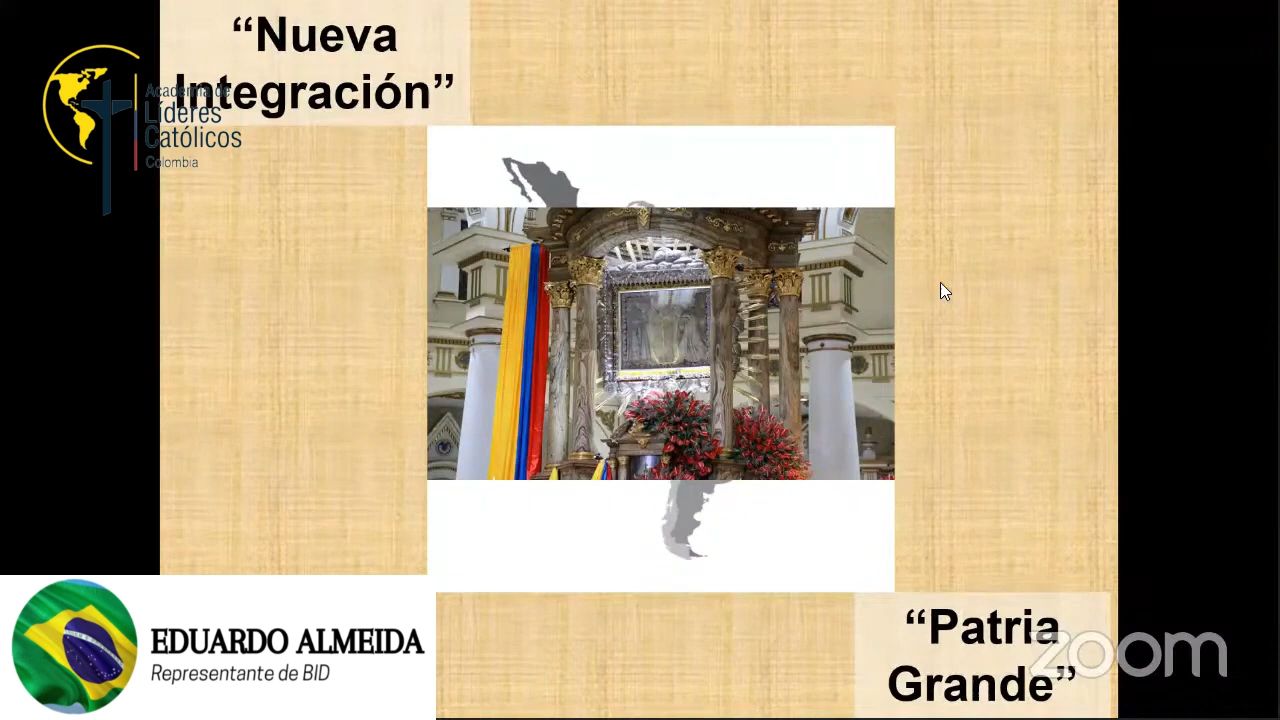 “Nueva
Integración”
Academia de
Líderes
Católicos
Colombia
EDUARDO ALMEIDA
Representante de BID
“Patria
Grande”
zoom